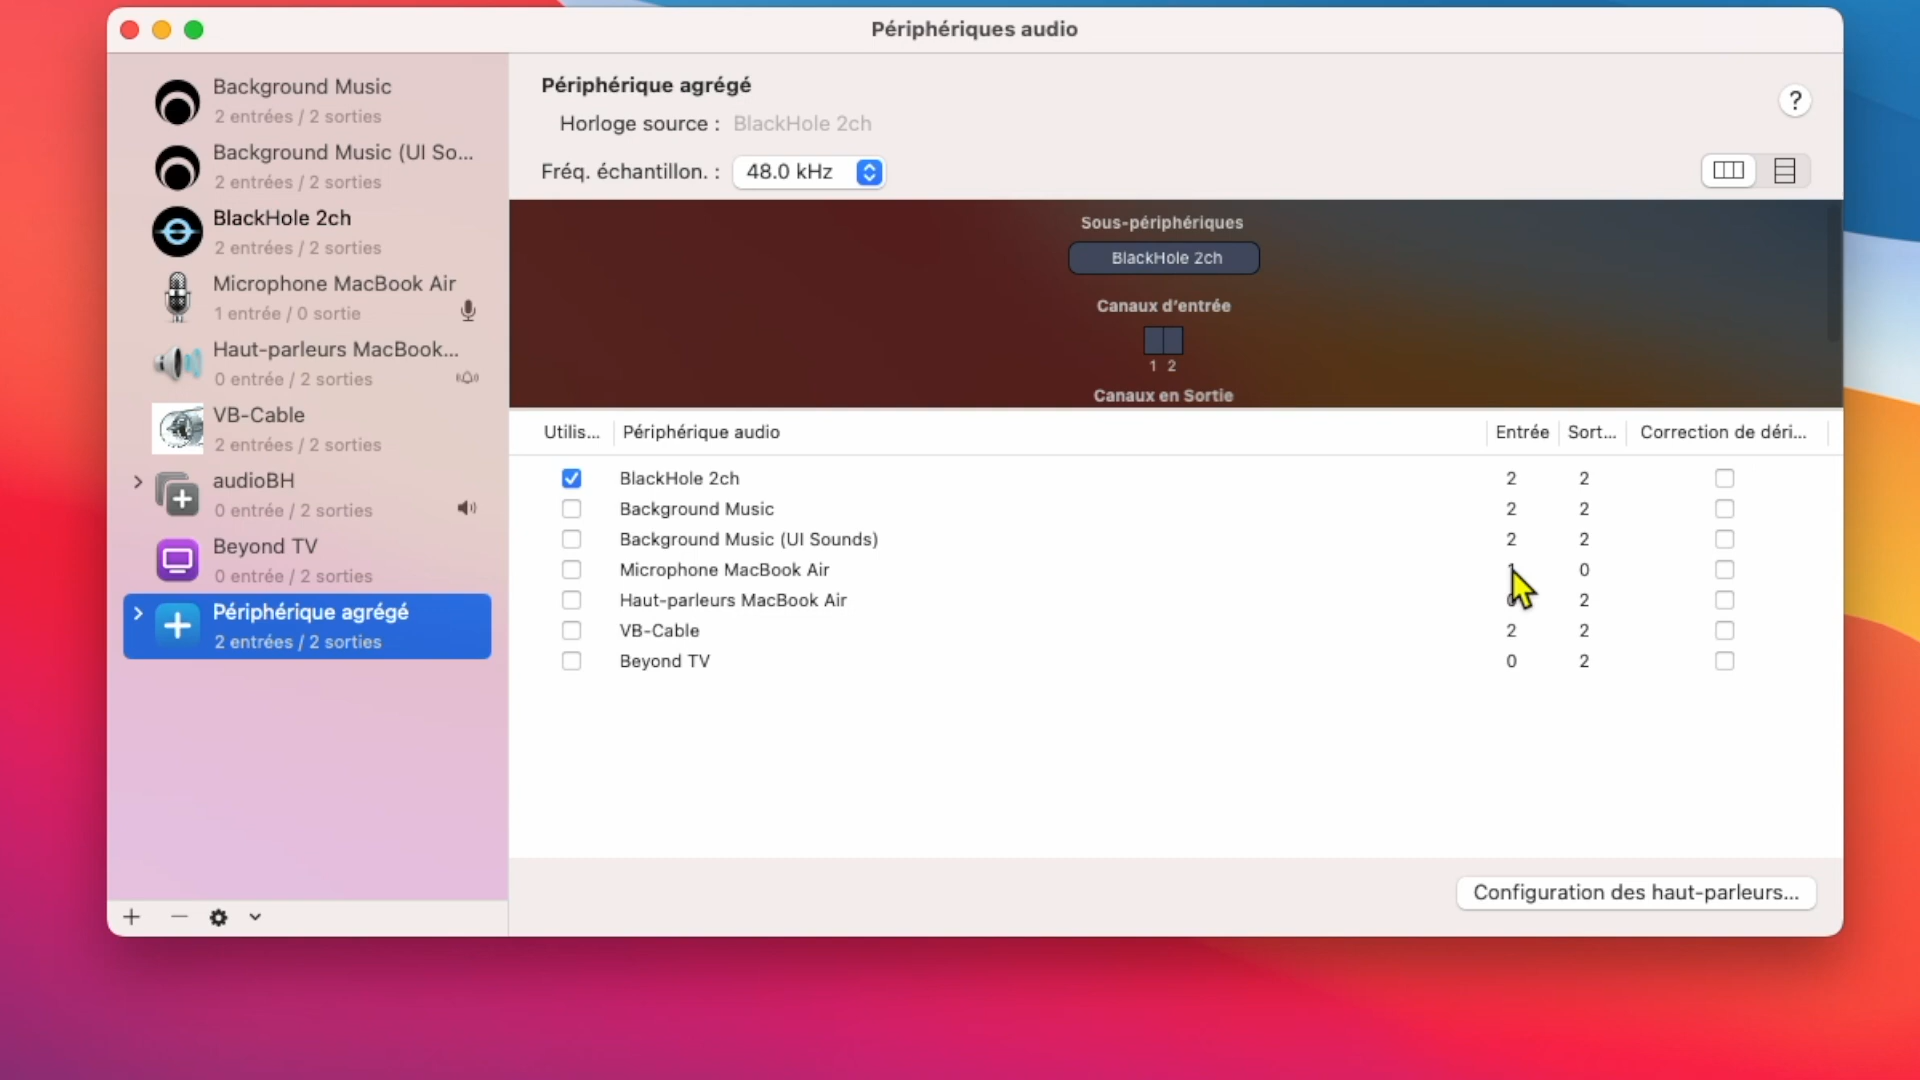 Périphériques audio
Background Music
2 entrées / 2 sorties
Background Music (UI So...
2 entrées / 2 sorties
BlackHole 2ch
2 entrées / 2 sorties
Microphone MacBook Air
1 entrée / 0 sortie
Haut-parleurs MacBook...
0 entrée / 2 sorties
VB-Cable
2 entrées / 2 sorties
audioBH
0 entrée / 2 sorties
Beyond TV
0 entrée / 2 sorties
Périphérique agrégé
2 entrées / 2 sorties
Périphérique agrégé
?
Horloge source : BlackHole 2ch
Fréq. échantillon. : 48.0 kHz
Sous-périphériques
BlackHole 2ch
Canaux d'entrée
1 2
Canaux en Sortie
Utilis... Périphérique audio Entrée Sort... Correction de déri...
BlackHole 2ch 2 2
Background Music 2 2
Background Music (UI Sounds) 2 2
Microphone MacBook Air 0
Haut-parleurs MacBook Air 2
VB-Cable 2 2
Beyond TV 0 2
Configuration des haut-parleurs...